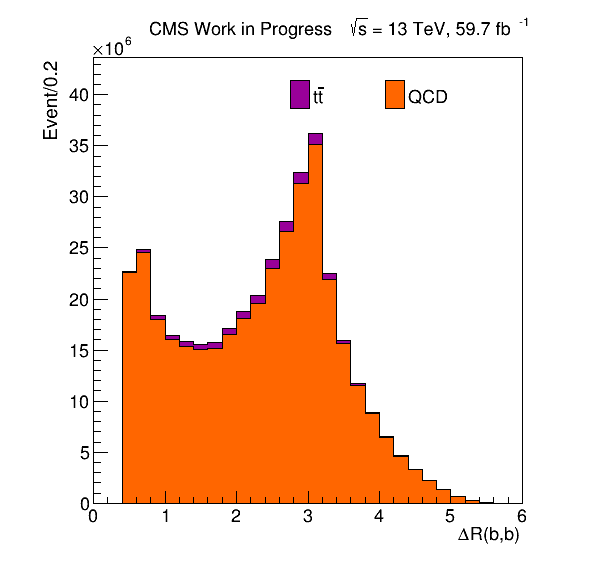 CMS Work in Progress √s = 13 TeV, 59.7 fb⁻¹
×10⁶
Event/0.2
tt̄ QCD
40
35
30
25
20
15
10
5
0
0 1 2 3 4 5 6
ΔR(b,b)